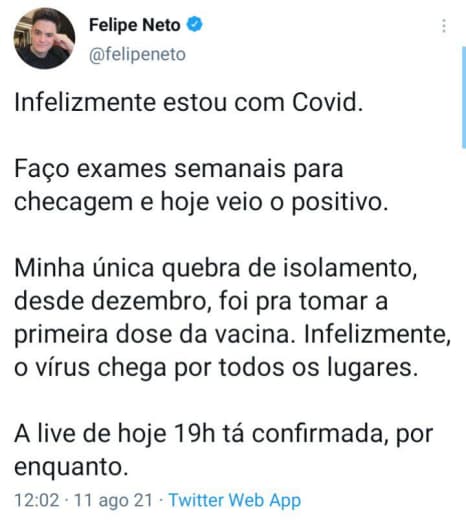 Felipe Neto
@felipeneto
Infelizmente estou com Covid.
Faço exames semanais para
checagem e hoje veio o positivo.
Minha única quebra de isolamento,
desde dezembro, foi pra tomar a
primeira dose da vacina. Infelizmente,
o vírus chega por todos os lugares.
A live de hoje 19h tá confirmada, por
enquanto.
12:02 · 11 ago 21 · Twitter Web App